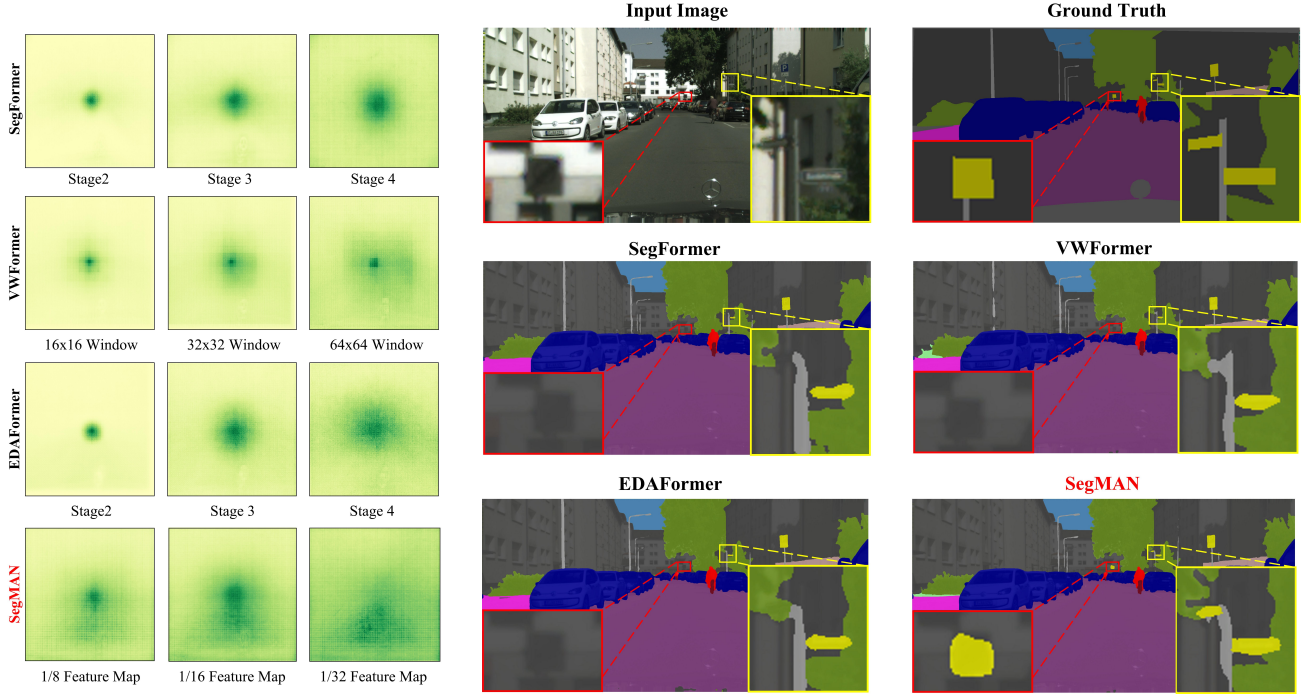 SegFormer
Stage2
Stage 3
Stage 4
VWFormer
16x16 Window
32x32 Window
64x64 Window
EDAFormer
Stage2
Stage 3
Stage 4
SegMAN
1/8 Feature Map
1/16 Feature Map
1/32 Feature Map
Input Image
Ground Truth
P
SegFormer
VWFormer
EDAFormer
SegMAN